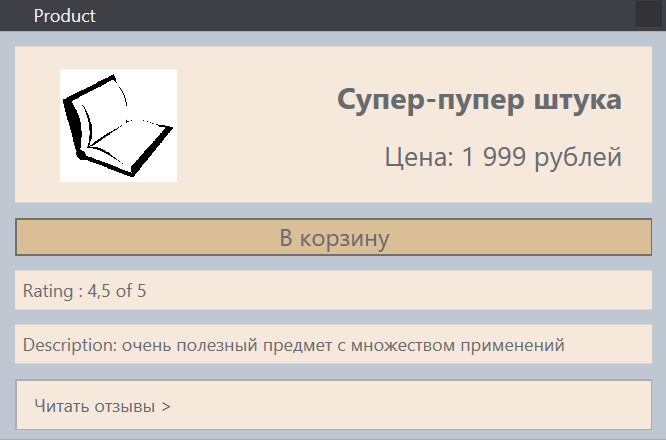 Product
Супер-пупер штука
Цена: 1 999 рублей
В корзину
Rating : 4,5 of 5
Description: очень полезный предмет с множеством применений
Читать отзывы >